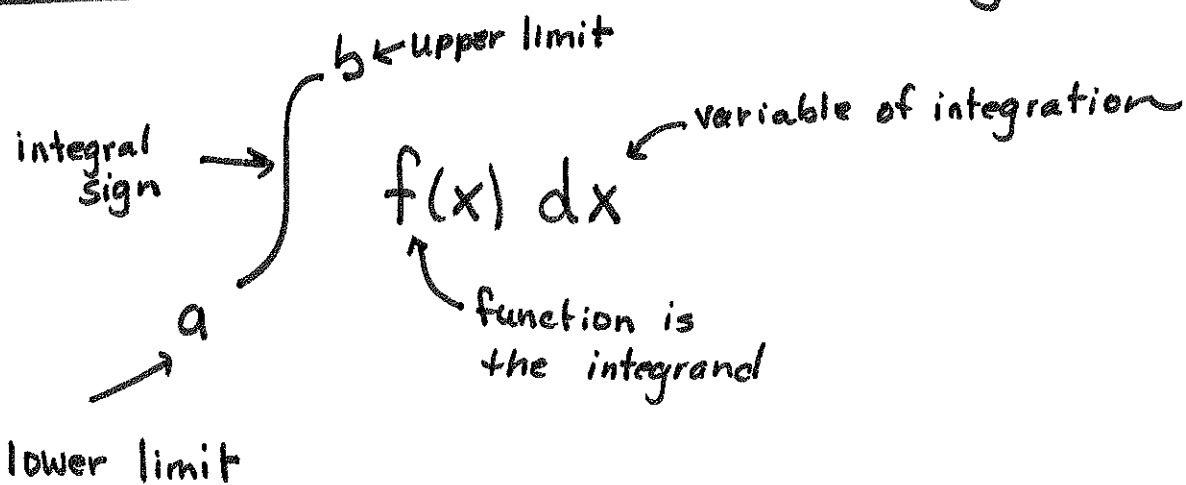 b ← upper limit
variable of integration
integral
sign
∫
f(x) dx
a
function is
the integrand
lower limit